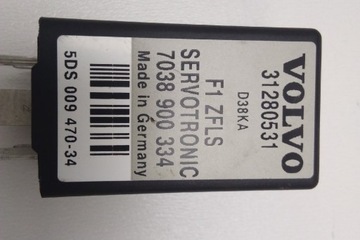 VOLVO
31280531
D38KA
F1 ZFLS
SERVOTRONIC
7038 900 334
Made in Germany
5DS 009 470-34